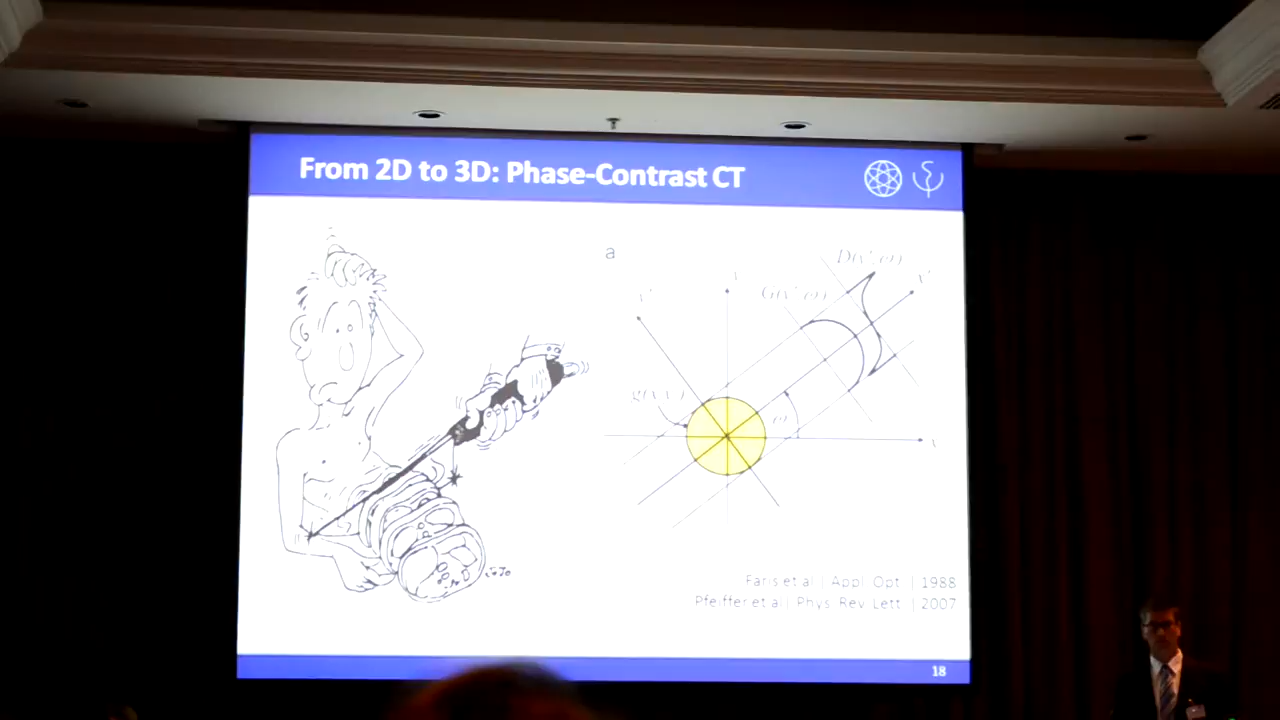 From 2D to 3D: Phase-Contrast CT
a
D(x',θ)
G(x',θ)
Faris et al | Appl. Opt. | 1988
Pfeiffer et al | Phys. Rev. Lett. | 2007
18